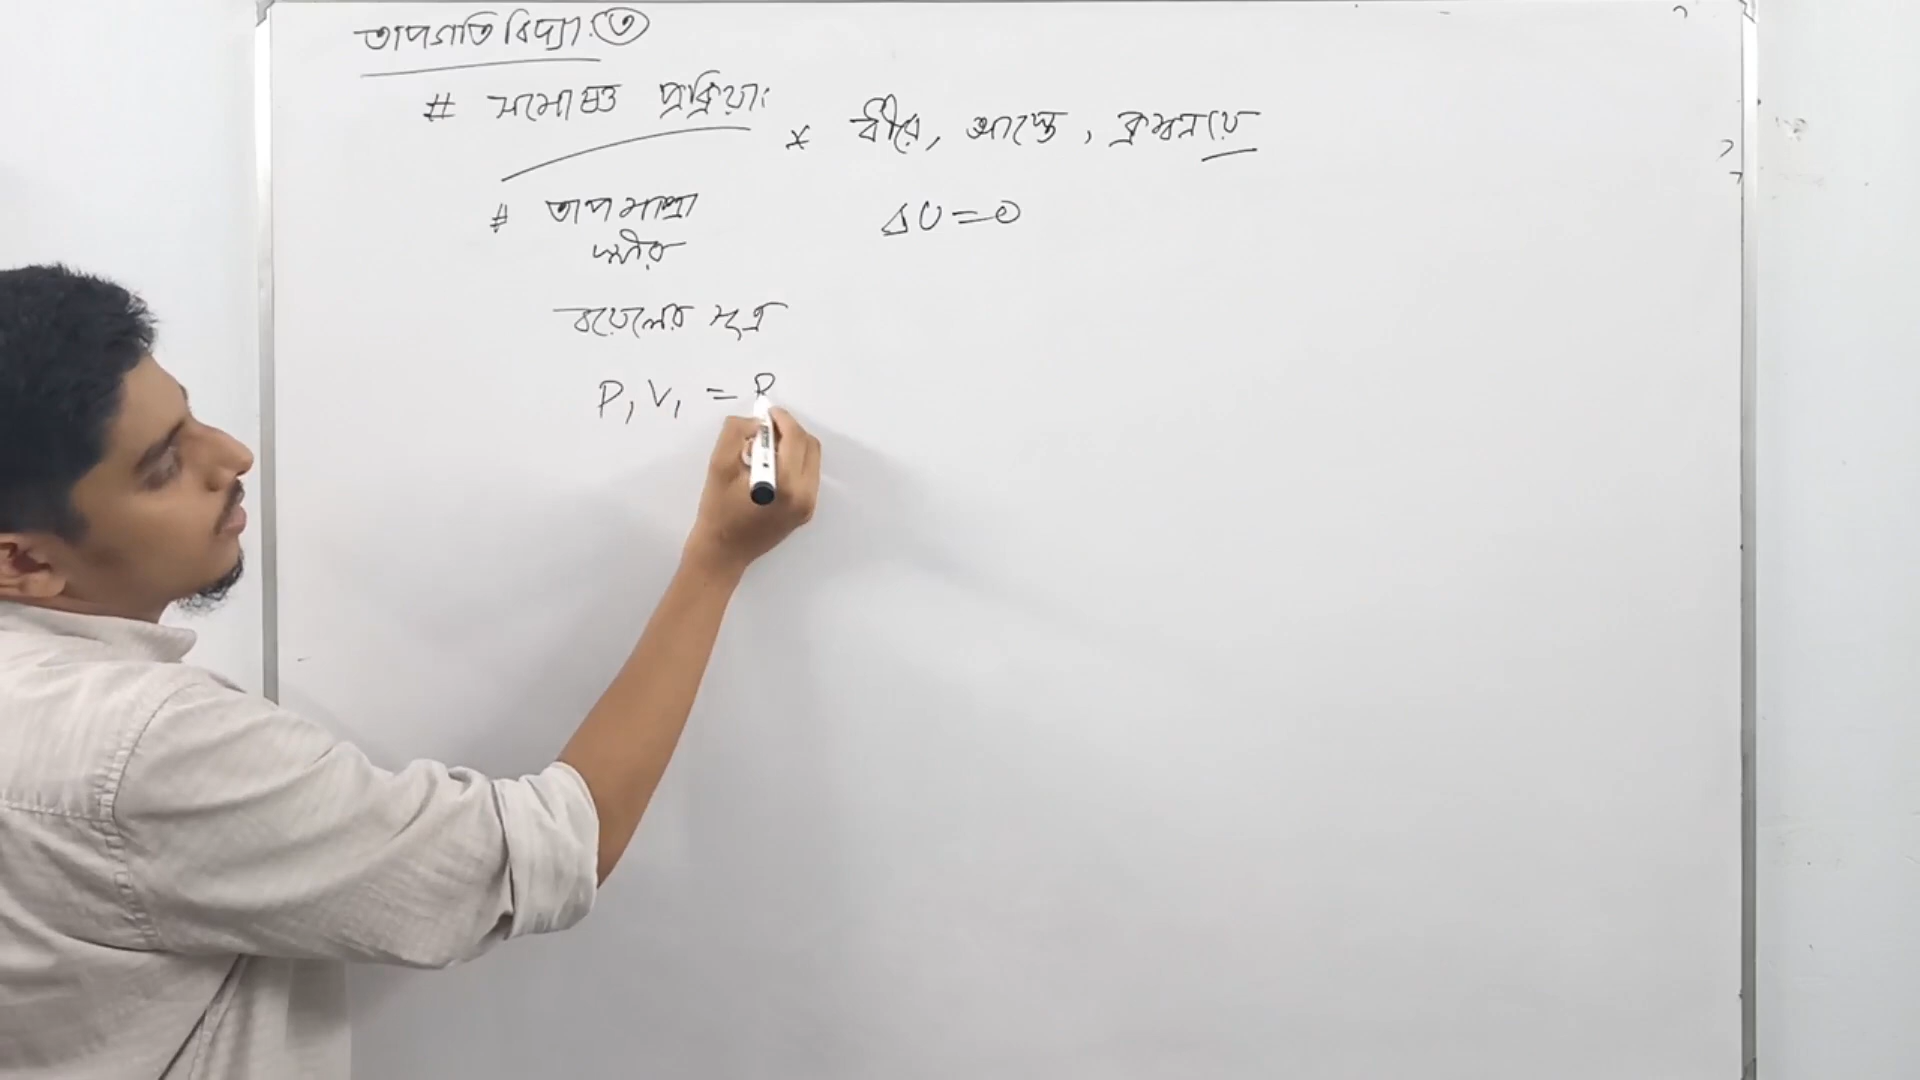 তাপগতিবিদ্যা: ৩
# সমোষ্ণ প্রক্রিয়া:
* ধীরে, আস্তে, ক্রমান্বয়ে
# তাপমাত্রা স্থির
ΔU=0
বয়েলের সূত্র
P₁V₁ = P